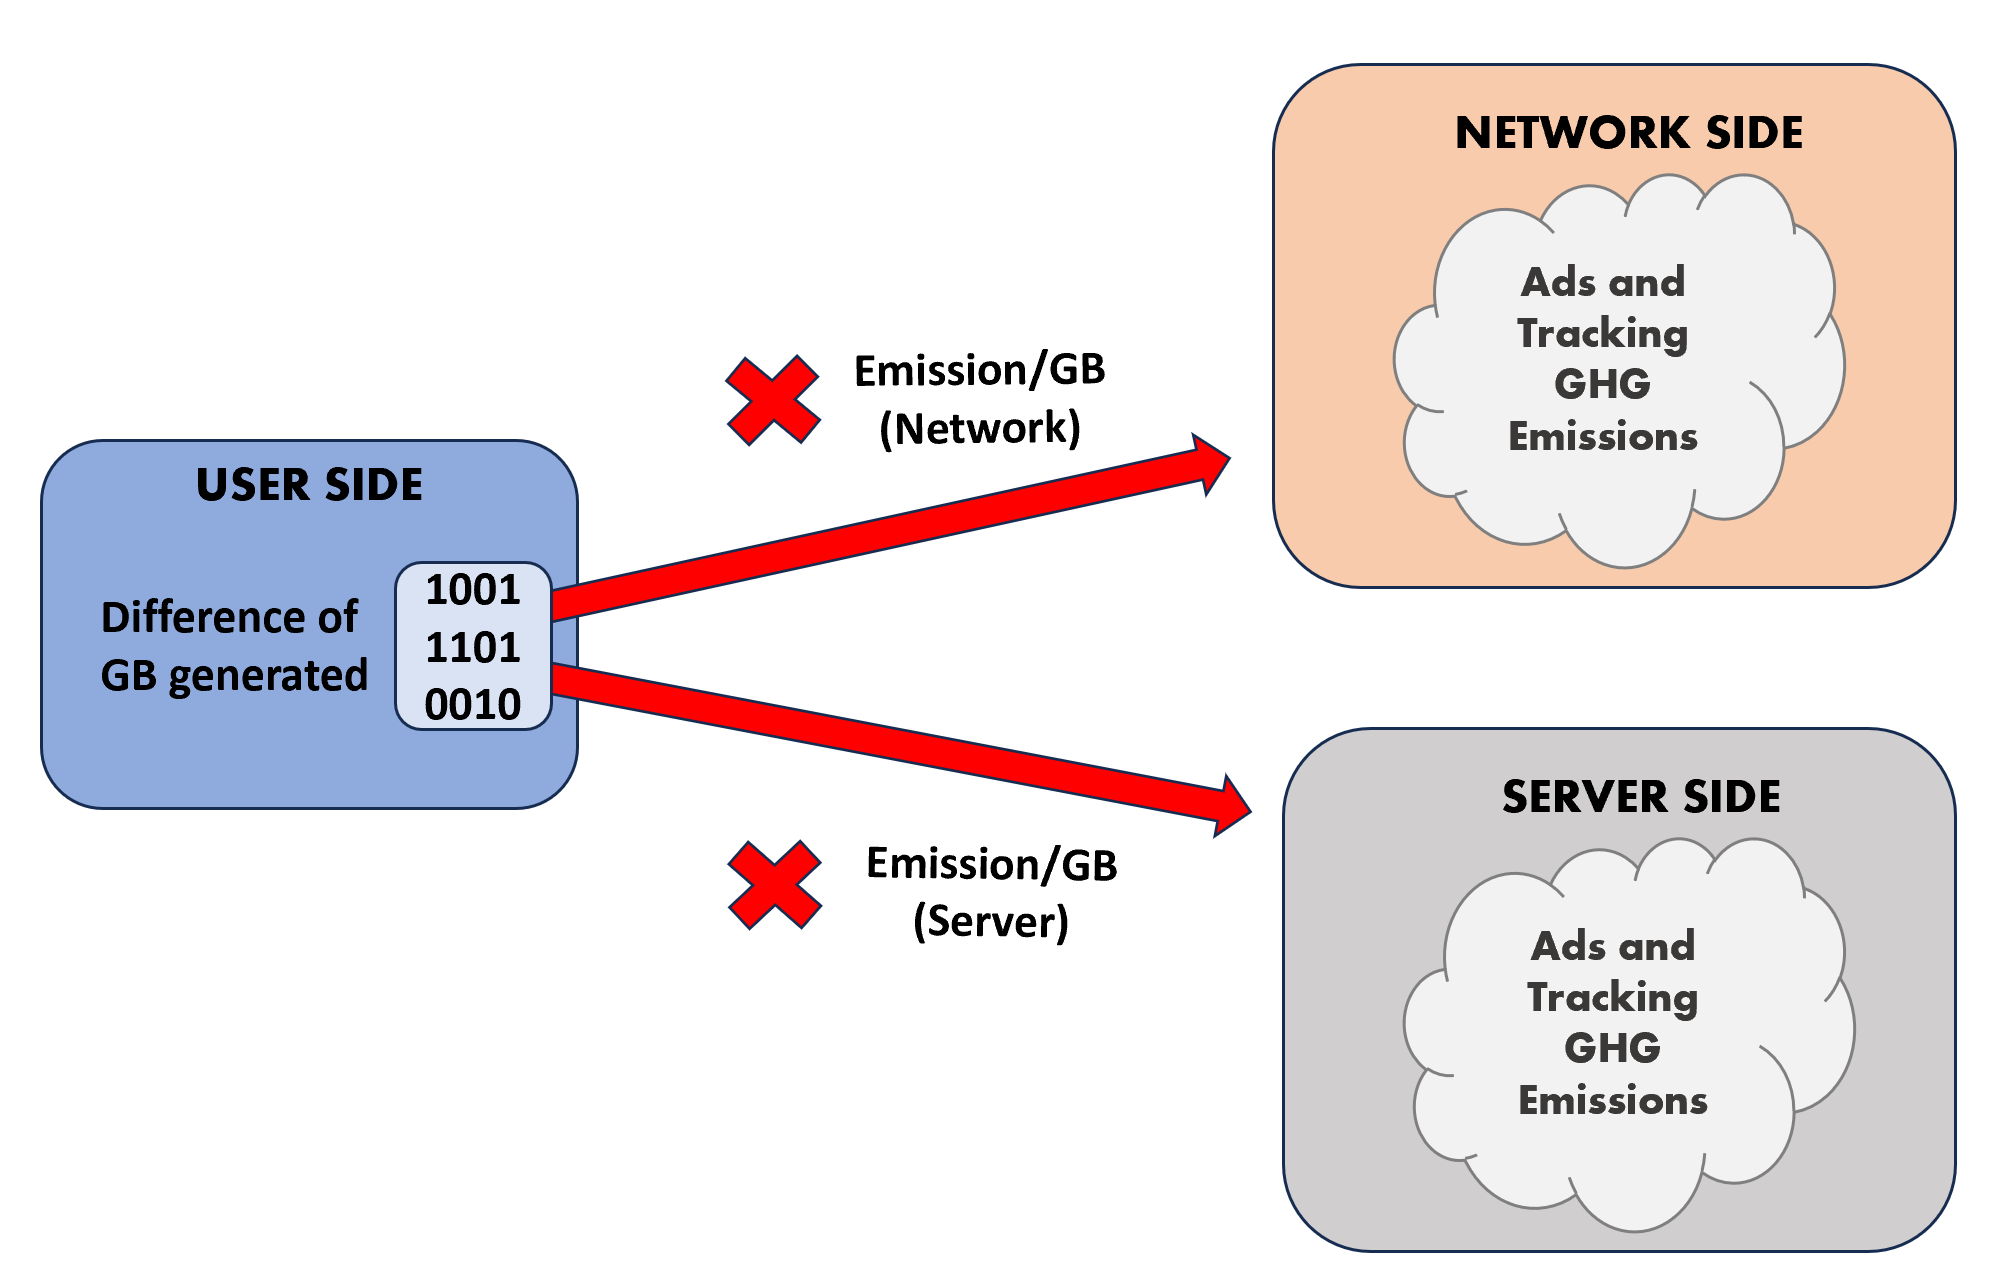 USER SIDE
Difference of
GB generated
1001
1101
0010
Emission/GB
(Network)
Emission/GB
(Server)
NETWORK SIDE
Ads and
Tracking
GHG
Emissions
SERVER SIDE
Ads and
Tracking
GHG
Emissions